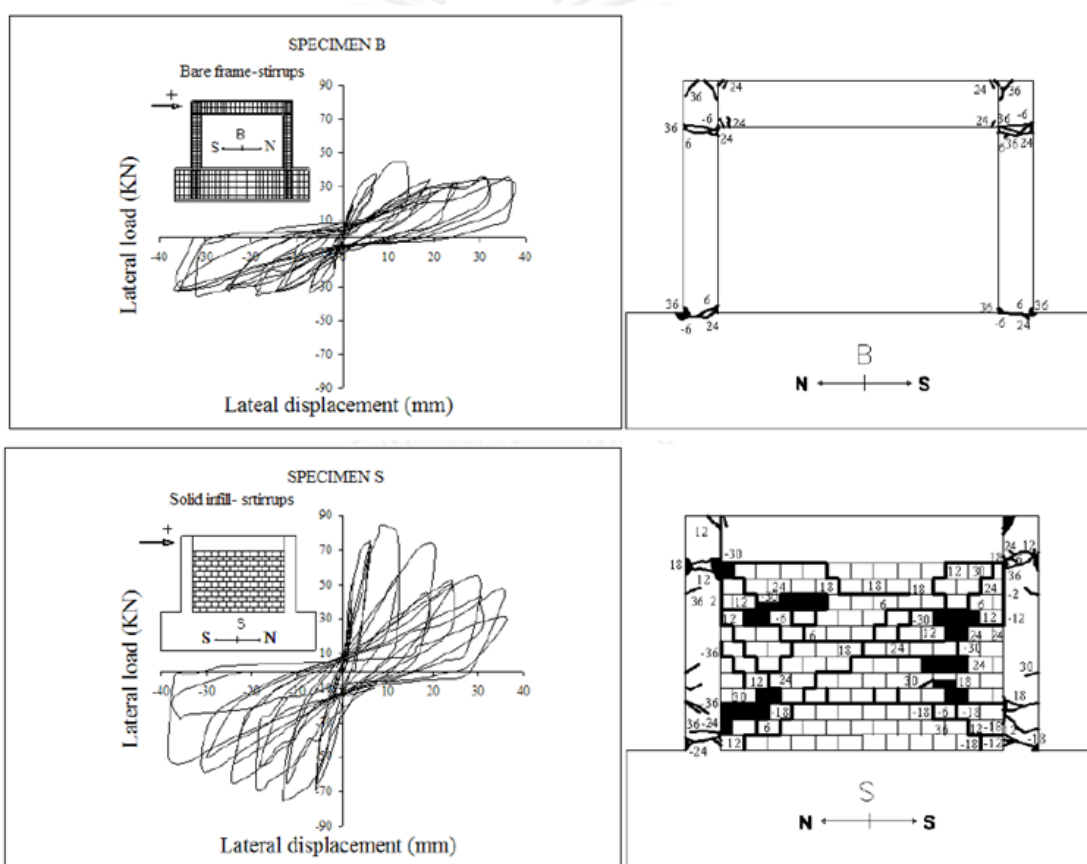 SPECIMEN B
Bare frame-stirrups
+
B
S N
Lateral load (KN)
90
70
50
30
10
-10
-30
-50
-70
-90
-40 -30 -20 -10 0 10 20 30 40
Lateal displacement (mm)
36 24 24 36
36 -6 24 24 36 -6
6 24 6 36 24
36 6 36 6 36
-6 24 -6 24
B
N S
SPECIMEN S
Solid infill- srtirrups
+
S
S N
Lateral load (KN)
90
70
50
30
10
-10
-30
-50
-70
-90
-40 -30 -20 -10 0 10 20 30 40
Lateral displacement (mm)
12 24 12
-30 18
18 12 30 36
12 24 18 18 18 6 -2
36 2 12 6
12 -6 -30 12 -12
6 12 24 24
-36 18 24 -30
12 24 24 30
30 30 18 18
-36 -18 -18 -6 -18
36 -24 6 36 12 -18 2
-24 12 -18 -12 -18
S
N S